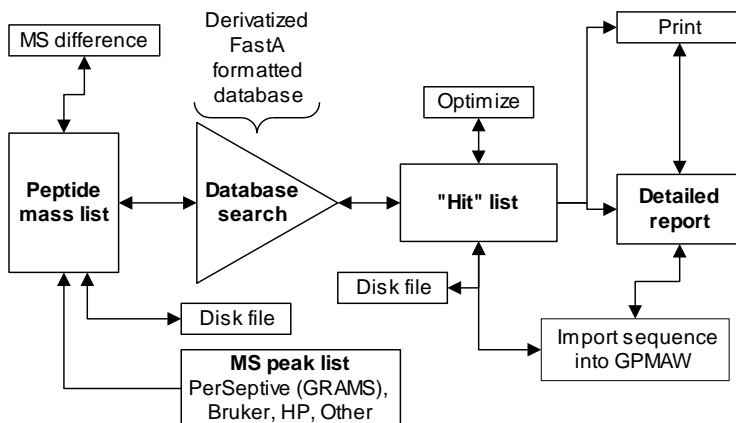 MS difference
Derivatized
FastA
formatted
database
Print
Optimize
Peptide
mass list
Database
search
"Hit" list
Detailed
report
Disk file
Disk file
Import sequence
into GPMAW
MS peak list
PerSeptive (GRAMS),
Bruker, HP, Other